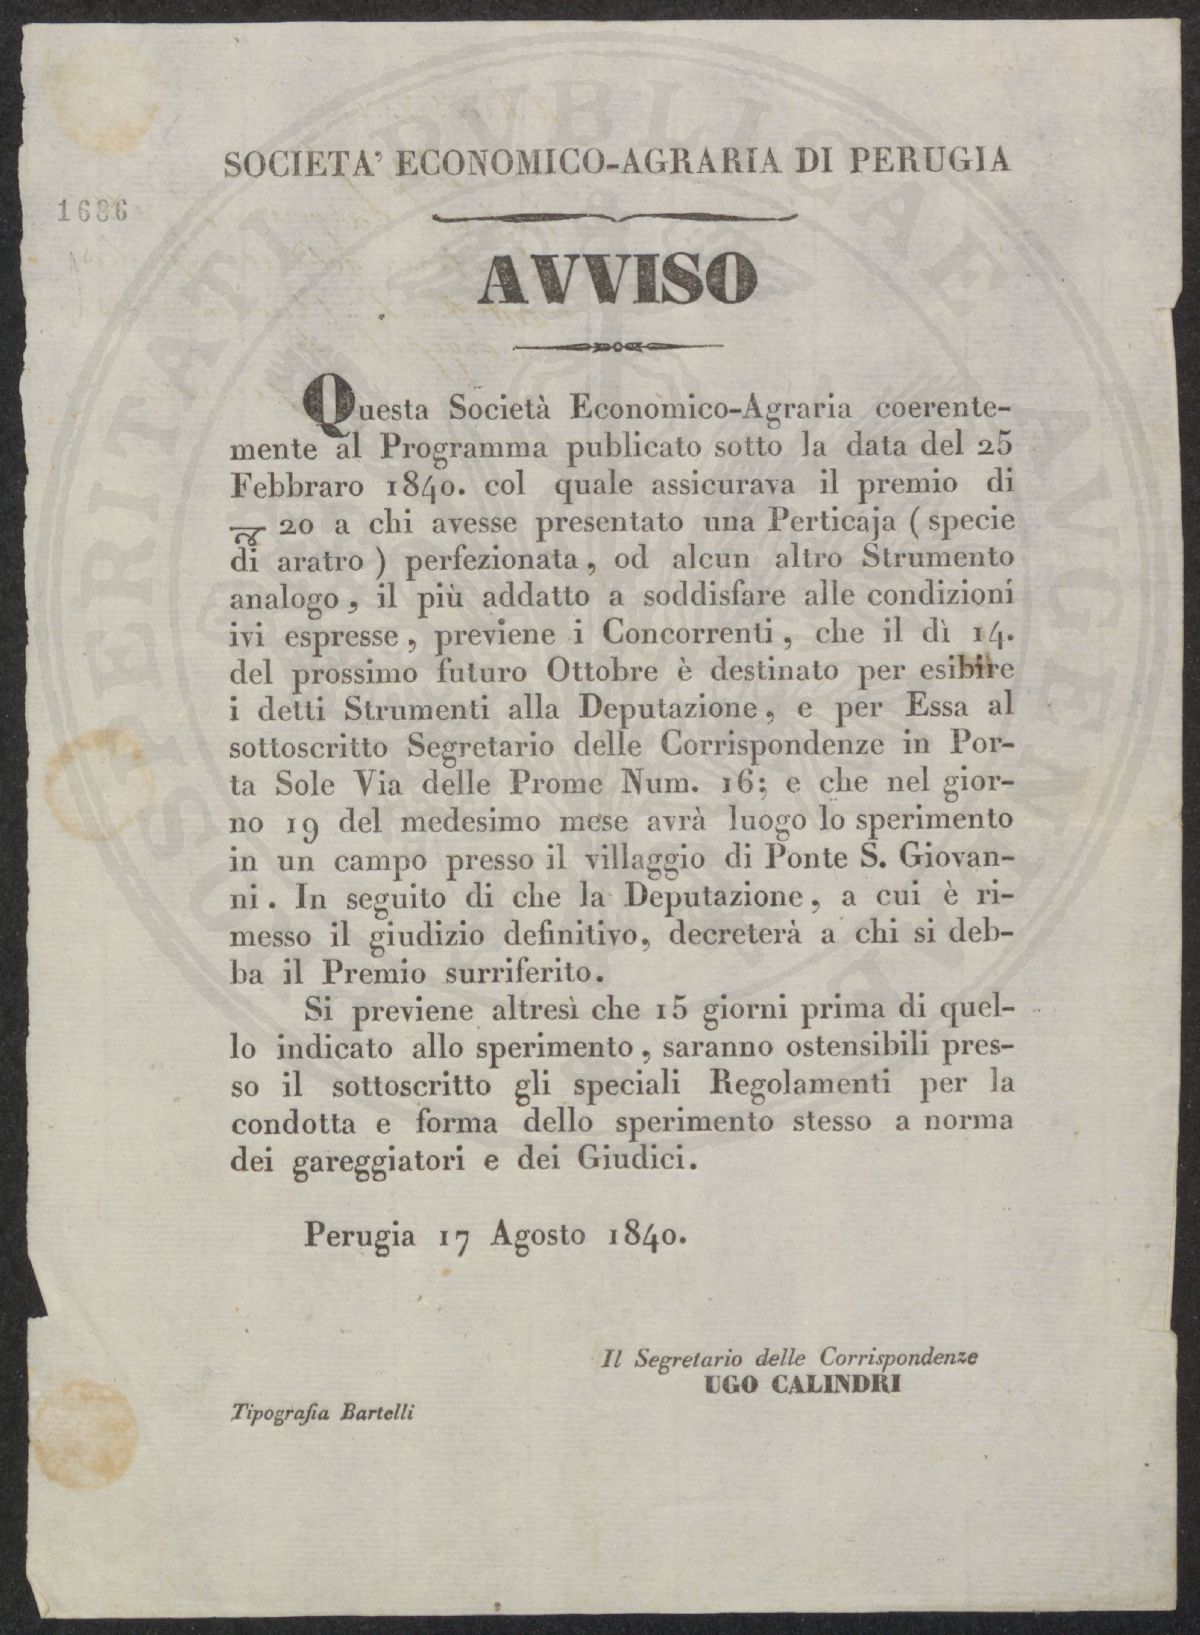 SOCIETA' ECONOMICO-AGRARIA DI PERUGIA
1686
AVVISO
Questa Società Economico-Agraria coerente-
mente al Programma publicato sotto la data del 25
Febbraro 1840. col quale assicurava il premio di
20 a chi avesse presentato una Perticaja ( specie
di aratro ) perfezionata, od alcun altro Strumento
analogo, il più addatto a soddisfare alle condizioni
ivi espresse, previene i Concorrenti, che il dì 14.
del prossimo futuro Ottobre è destinato per esibire
i detti Strumenti alla Deputazione, e per Essa al
sottoscritto Segretario delle Corrispondenze in Por-
ta Sole Via delle Prome Num. 16; e che nel gior-
no 19 del medesimo mese avrà luogo lo sperimento
in un campo presso il villaggio di Ponte S. Giovan-
ni. In seguito di che la Deputazione, a cui è ri-
messo il giudizio definitivo, decreterà a chi si deb-
ba il Premio surriferito.
Si previene altresì che 15 giorni prima di quel-
lo indicato allo sperimento, saranno ostensibili pres-
so il sottoscritto gli speciali Regolamenti per la
condotta e forma dello sperimento stesso a norma
dei gareggiatori e dei Giudici.
Perugia 17 Agosto 1840.
Il Segretario delle Corrispondenze
UGO CALINDRI
Tipografia Bartelli